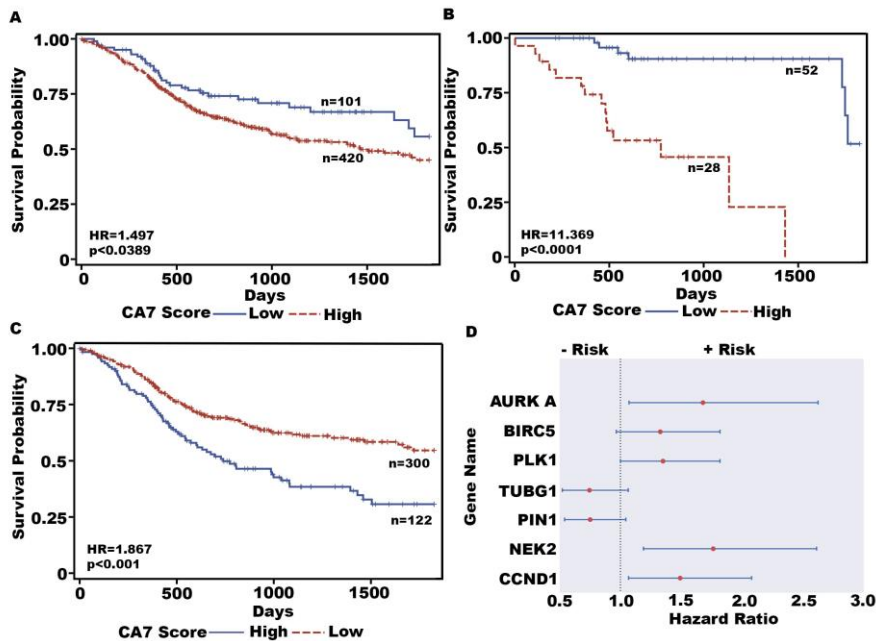 A
Survival Probability
1.00
0.75
0.5
0.25
0
n=101
n=420
HR=1.497
p<0.0389
0 500 1000 1500
Days
CA7 Score Low High
B
Survival Probability
1.00
0.75
0.5
0.25
0
n=52
n=28
HR=11.369
p<0.0001
0 500 1000 1500
Days
CA7 Score Low High
C
Survival Probability
1.00
0.75
0.5
0.25
0
n=300
n=122
HR=1.867
p<0.001
0 500 1000 1500
Days
CA7 Score High Low
D
- Risk + Risk
Gene Name
AURK A
BIRC5
PLK1
TUBG1
PIN1
NEK2
CCND1
0.5 1.0 1.5 2.0 2.5 3.0
Hazard Ratio